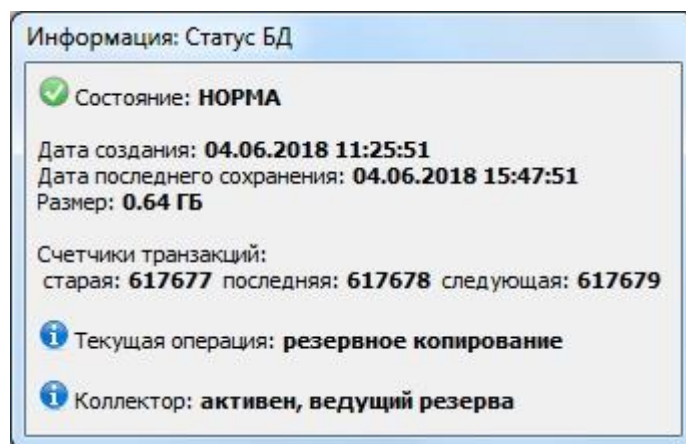 Информация: Статус БД
Состояние: НОРМА
Дата создания: 04.06.2018 11:25:51
Дата последнего сохранения: 04.06.2018 15:47:51
Размер: 0.64 ГБ
Счетчики транзакций:
старая: 617677 последняя: 617678 следующая: 617679
Текущая операция: резервное копирование
Коллектор: активен, ведущий резерва